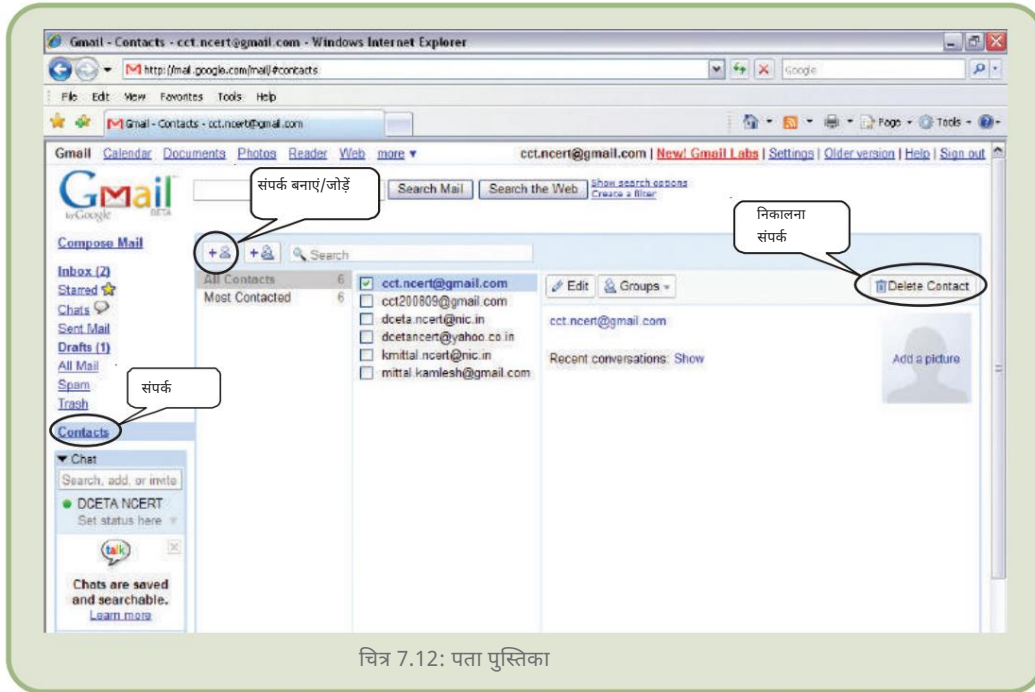 Gmail - Contacts - cct.ncert@gmail.com - Windows Internet Explorer
http://mail.google.com/mail/#contacts
Google
File Edit View Favorites Tools Help
Gmail - Contacts - cct.ncert@gmail.com
Page Tools
Gmail Calendar Documents Photos Reader Web more ▼ cct.ncert@gmail.com | New! Gmail Labs | Settings | Older version | Help | Sign out
Gmail
by Google BETA
संपर्क बनाएं/जोड़ें
Search Mail Search the Web Show search options
Create a filter
निकालना
संपर्क
Compose Mail
Search
Inbox (2)
Starred
Chats
Sent Mail
Drafts (1)
All Mail
Spam
Trash
संपर्क
Contacts
All Contacts 6
Most Contacted 6
cct.ncert@gmail.com
cct200809@gmail.com
dceta.ncert@nic.in
dcetancert@yahoo.co.in
kmittal.ncert@nic.in
mittal.kamlesh@gmail.com
Edit Groups Delete Contact
cct.ncert@gmail.com
Recent conversations: Show
Add a picture
▼ Chat
Search, add, or invite
DCETA NCERT
Set status here
talk
Chats are saved
and searchable.
Learn more
चित्र 7.12: पता पुस्तिका